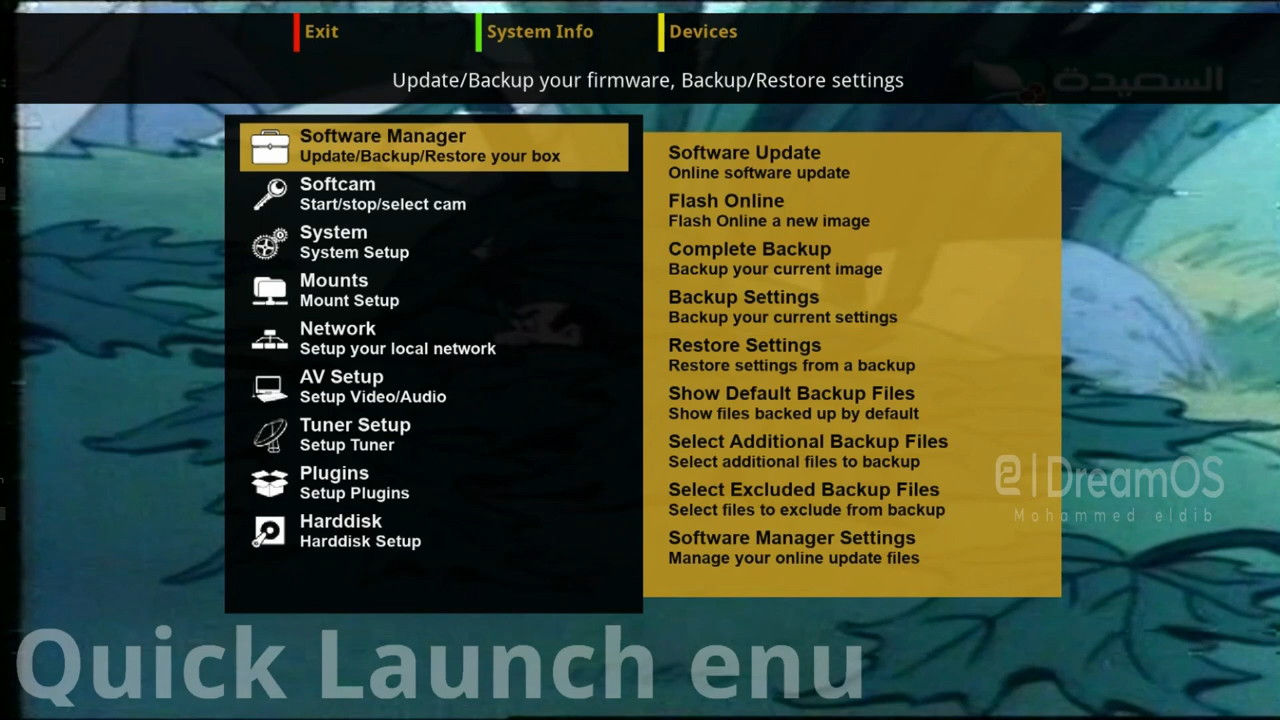 Exit
System Info
Devices
Update/Backup your firmware, Backup/Restore settings
السعيدة
Software Manager
Update/Backup/Restore your box
Softcam
Start/stop/select cam
System
System Setup
Mounts
Mount Setup
Network
Setup your local network
AV Setup
Setup Video/Audio
Tuner Setup
Setup Tuner
Plugins
Setup Plugins
Harddisk
Harddisk Setup
Software Update
Online software update
Flash Online
Flash Online a new image
Complete Backup
Backup your current image
Backup Settings
Backup your current settings
Restore Settings
Restore settings from a backup
Show Default Backup Files
Show files backed up by default
Select Additional Backup Files
Select additional files to backup
Select Excluded Backup Files
Select files to exclude from backup
Software Manager Settings
Manage your online update files
e|DreamOS
Mohammed eldib
Quick Launch enu